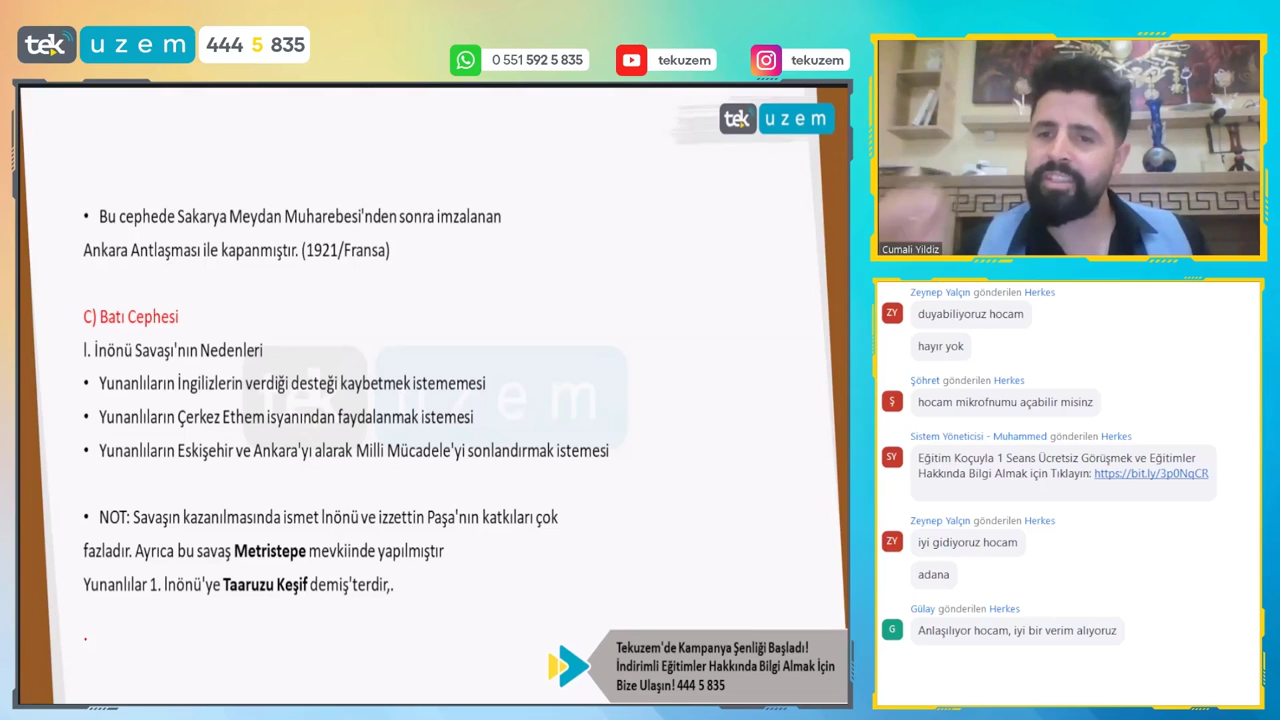 tek uzem 444 5 835
0 551 592 5 835
tekuzem
tekuzem
tek uzem
• Bu cephede Sakarya Meydan Muharebesi'nden sonra imzalanan
Ankara Antlaşması ile kapanmıştır. (1921/Fransa)
C) Batı Cephesi
I. İnönü Savaşı'nın Nedenleri
• Yunanlıların İngilizlerin verdiği desteği kaybetmek istememesi
• Yunanlıların Çerkez Ethem isyanından faydalanmak istemesi
• Yunanlıların Eskişehir ve Ankara'yı alarak Milli Mücadele'yi sonlandırmak istemesi
• NOT: Savaşın kazanılmasında ismet İnönü ve izzettin Paşa'nın katkıları çok
fazladır. Ayrıca bu savaş Metristepe mevkiinde yapılmıştır
Yunanlılar 1. İnönü'ye Taaruzu Keşif demiş'terdir,.
.
tek uzem
Tekuzem'de Kampanya Şenliği Başladı!
İndirimli Eğitimler Hakkında Bilgi Almak İçin
Bize Ulaşın! 444 5 835
Cumali Yildiz
Zeynep Yalçın gönderilen Herkes
ZY
duyabiliyoruz hocam
hayır yok
Şöhret gönderilen Herkes
Ş
hocam mikrofnumu açabilir misinz
Sistem Yöneticisi - Muhammed gönderilen Herkes
SY
Eğitim Koçuyla 1 Seans Ücretsiz Görüşmek ve Eğitimler
Hakkında Bilgi Almak için Tıklayın: https://bit.ly/3p0NqCR
Zeynep Yalçın gönderilen Herkes
ZY
iyi gidiyoruz hocam
adana
Gülay gönderilen Herkes
G
Anlaşılıyor hocam, iyi bir verim alıyoruz